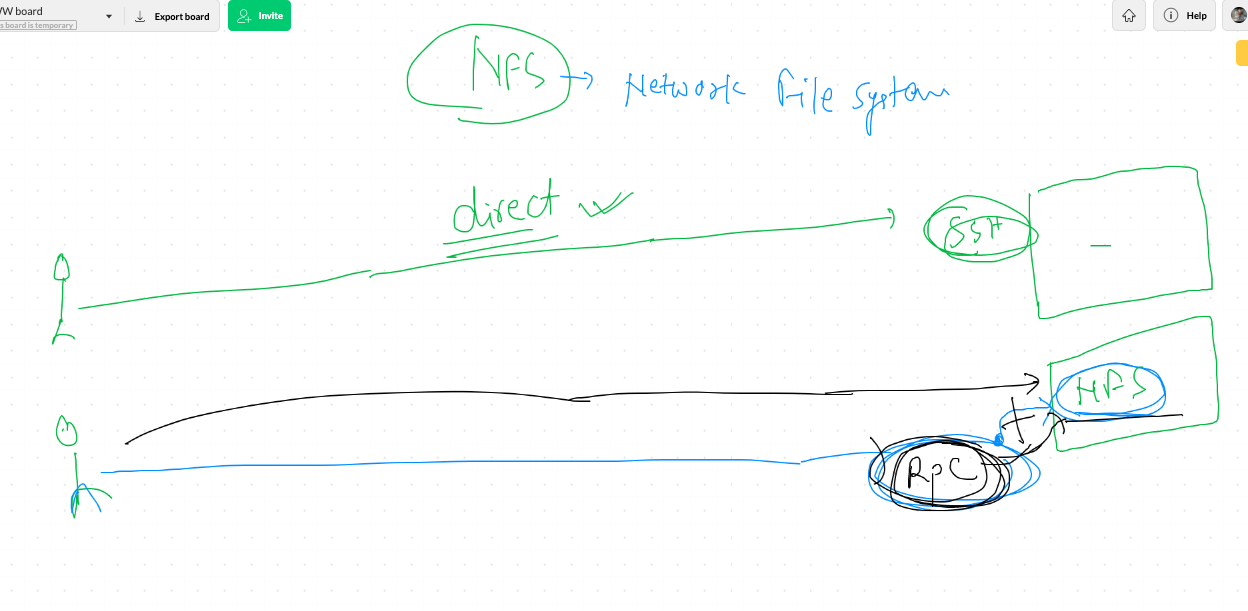 W board
s board is temporary
Export board
Invite
Help
NFS → Network File System
direct
SSH
NFS
RPC